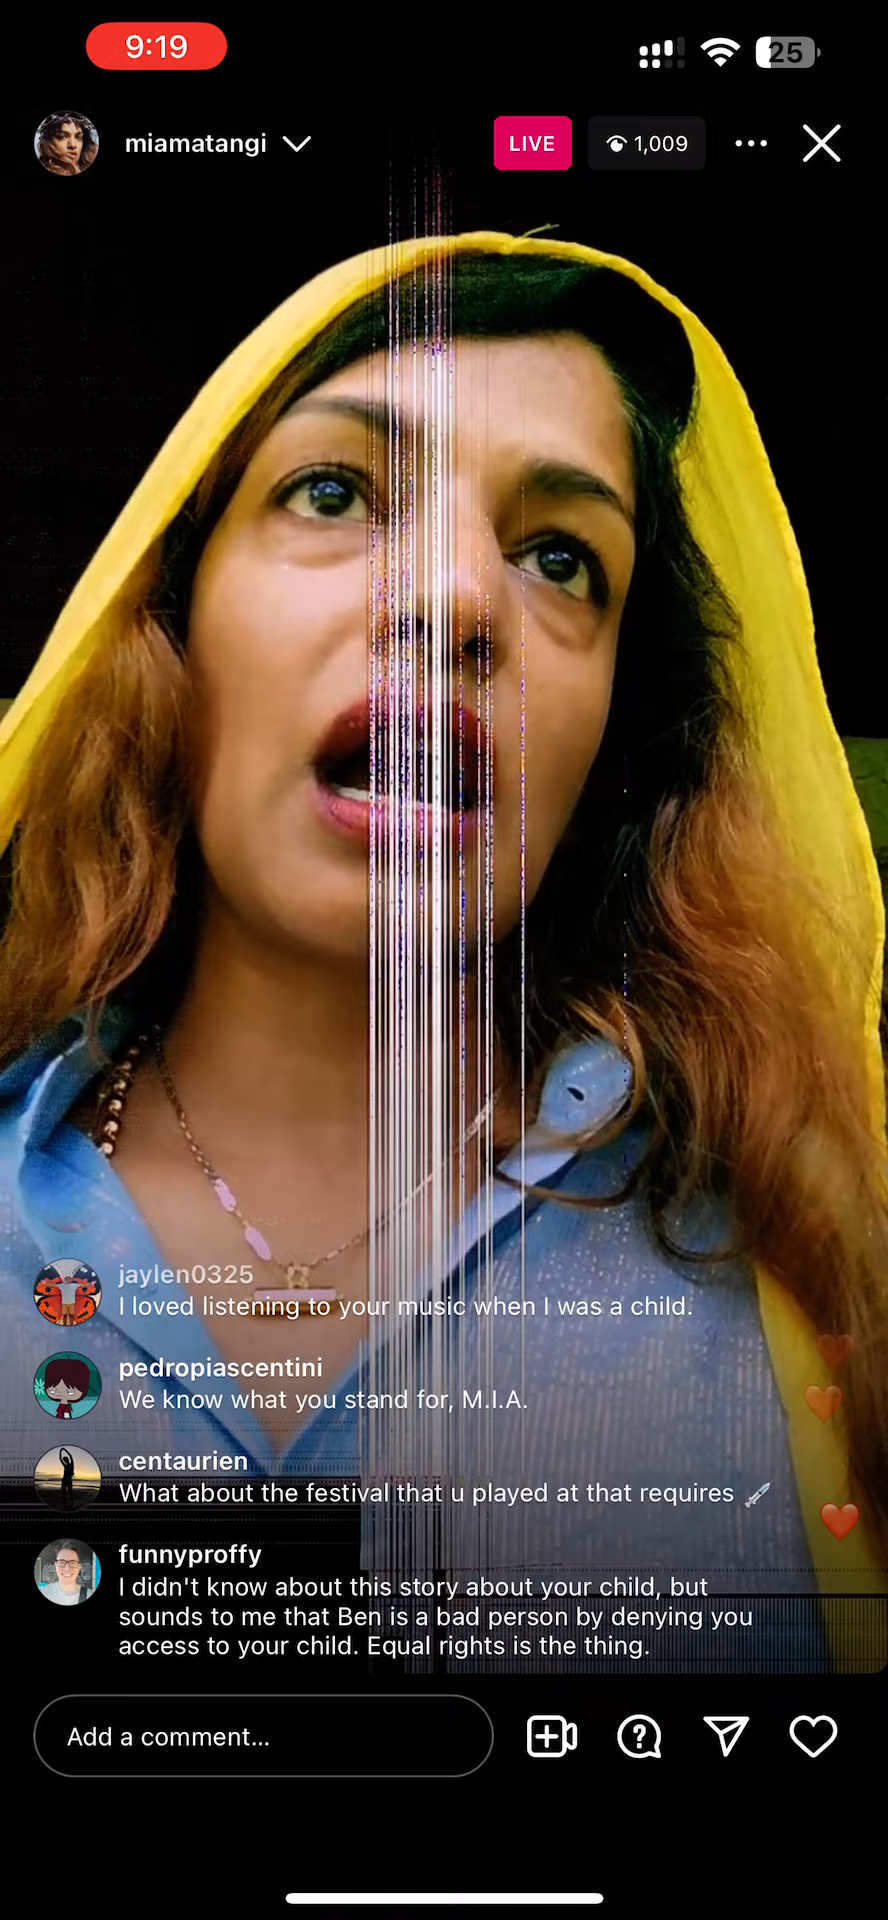 9:19
25
miamatangi
LIVE
1,009
jaylen0325
I loved listening to your music when I was a child.
pedropiascentini
We know what you stand for, M.I.A.
centaurien
What about the festival that u played at that requires 💉
funnyproffy
I didn't know about this story about your child, but
sounds to me that Ben is a bad person by denying you
access to your child. Equal rights is the thing.
Add a comment...